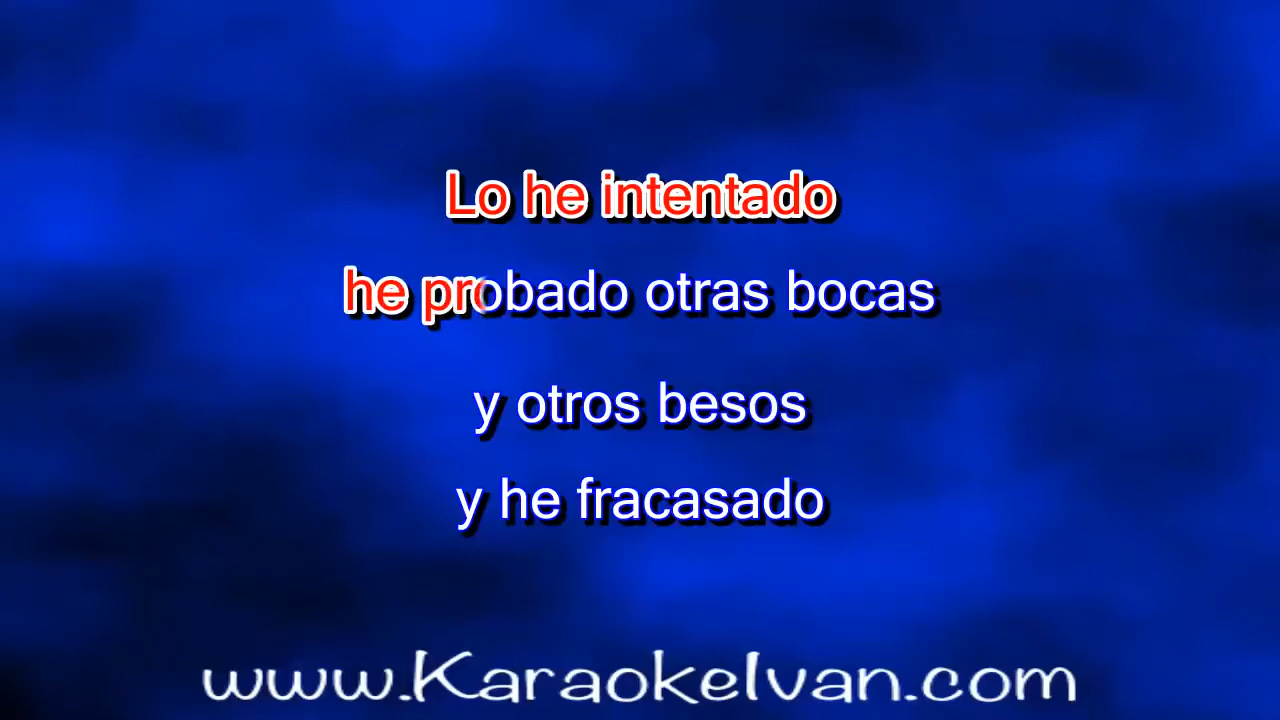 Lo he intentado
he probado otras bocas
y otros besos
y he fracasado
www.KaraokeIvan.com